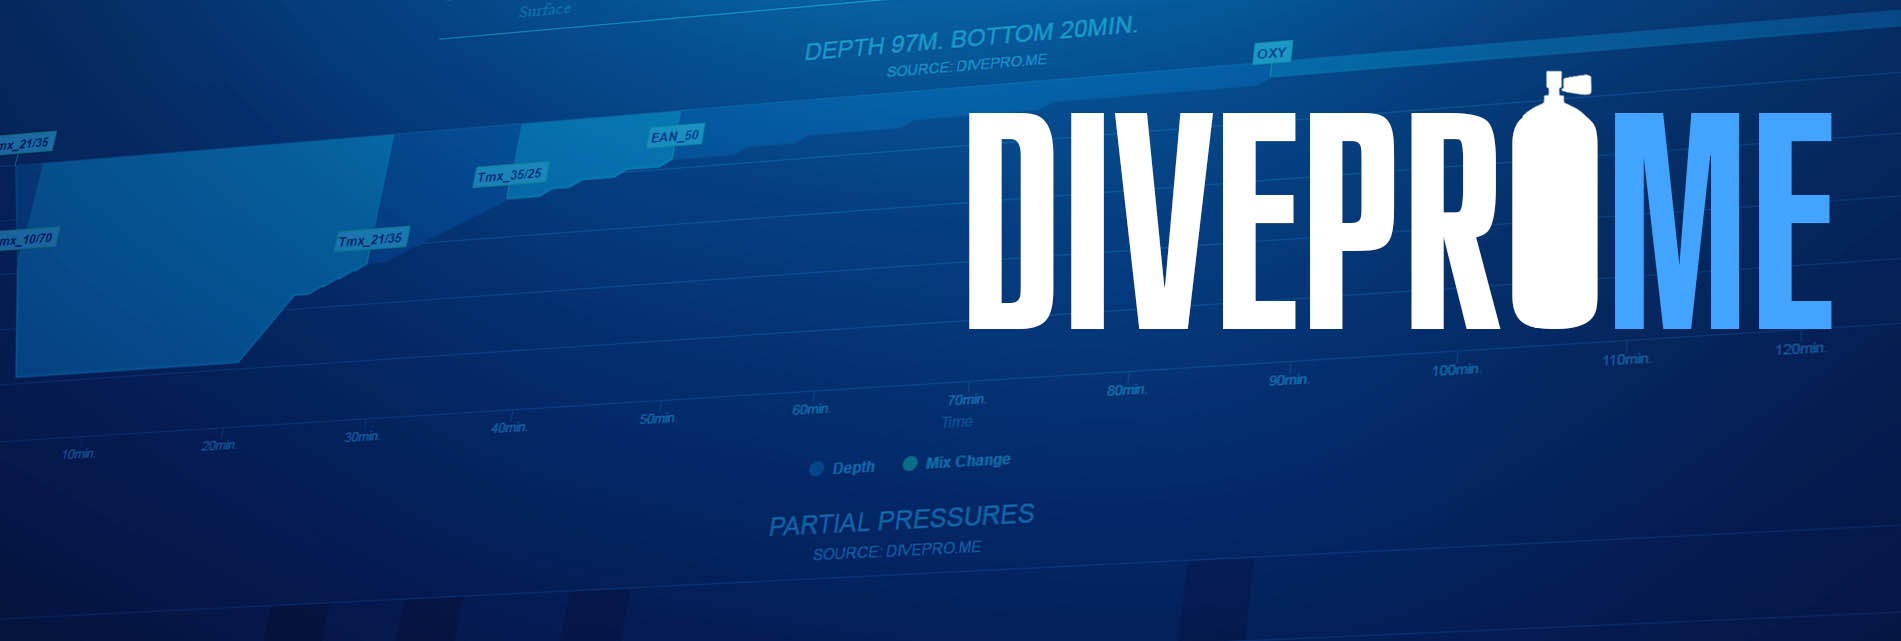 Surface
DEPTH 97M. BOTTOM 20MIN.
SOURCE: DIVEPRO.ME
OXY
mx_21/35
EAN_50
Tmx_35/25
mx_10/70
Tmx_21/35
DIVEPROME
10min.
20min.
30min.
40min.
50min.
60min.
70min.
80min.
90min.
100min.
110min.
120min.
Time
Depth
Mix Change
PARTIAL PRESSURES
SOURCE: DIVEPRO.ME